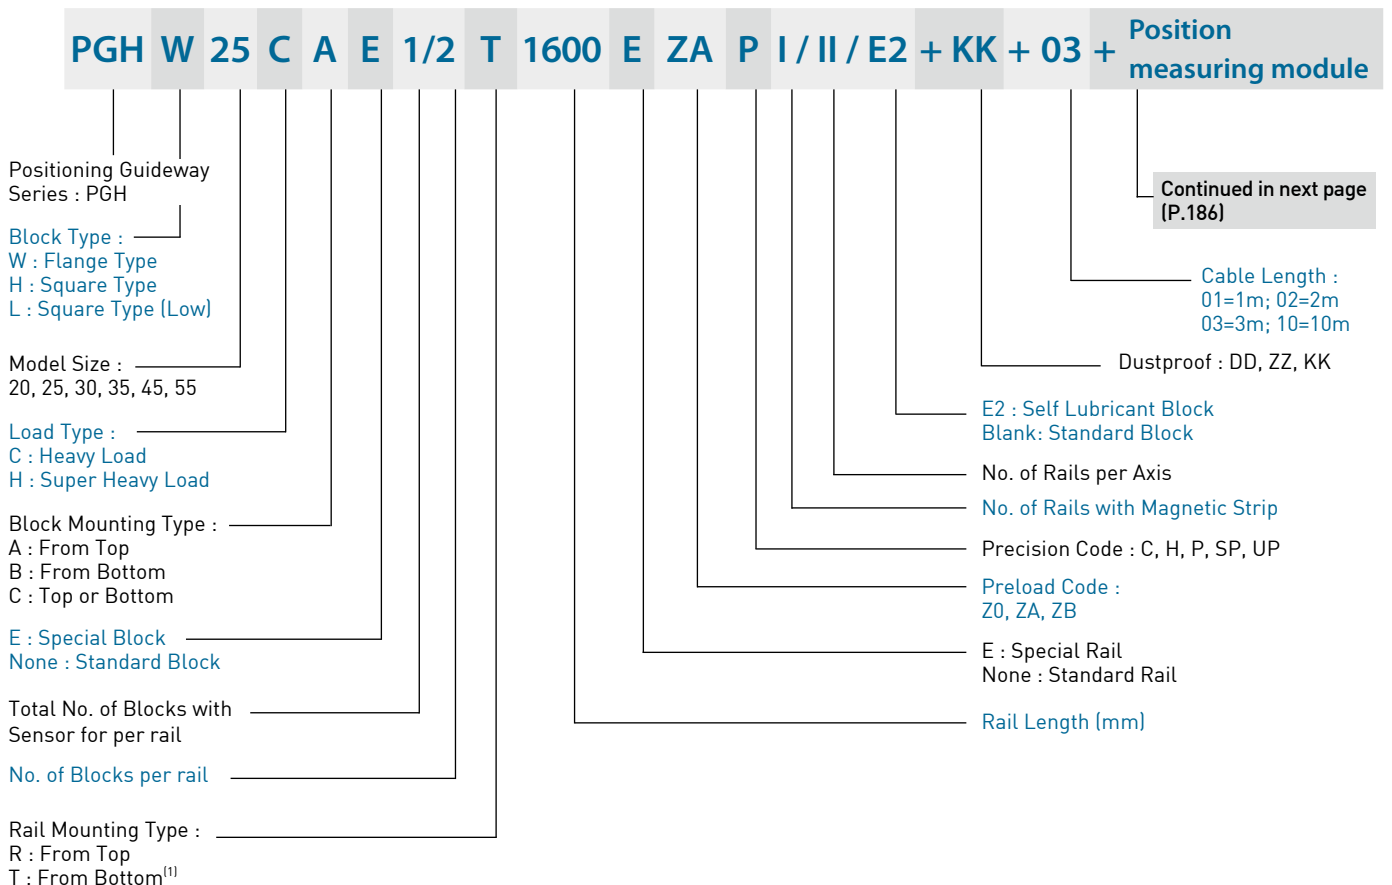 PGH W 25 C A E 1/2 T 1600 E ZA P I / II / E2 + KK + 03 + Position measuring module
Positioning Guideway
Series : PGH
Block Type :
W : Flange Type
H : Square Type
L : Square Type (Low)
Model Size :
20, 25, 30, 35, 45, 55
Load Type :
C : Heavy Load
H : Super Heavy Load
Block Mounting Type :
A : From Top
B : From Bottom
C : Top or Bottom
E : Special Block
None : Standard Block
Total No. of Blocks with
Sensor for per rail
No. of Blocks per rail
Rail Mounting Type :
R : From Top
T : From Bottom(1)
Continued in next page
(P.186)
Cable Length :
01=1m; 02=2m
03=3m; 10=10m
Dustproof : DD, ZZ, KK
E2 : Self Lubricant Block
Blank: Standard Block
No. of Rails per Axis
No. of Rails with Magnetic Strip
Precision Code : C, H, P, SP, UP
Preload Code :
Z0, ZA, ZB
E : Special Rail
None : Standard Rail
Rail Length (mm)